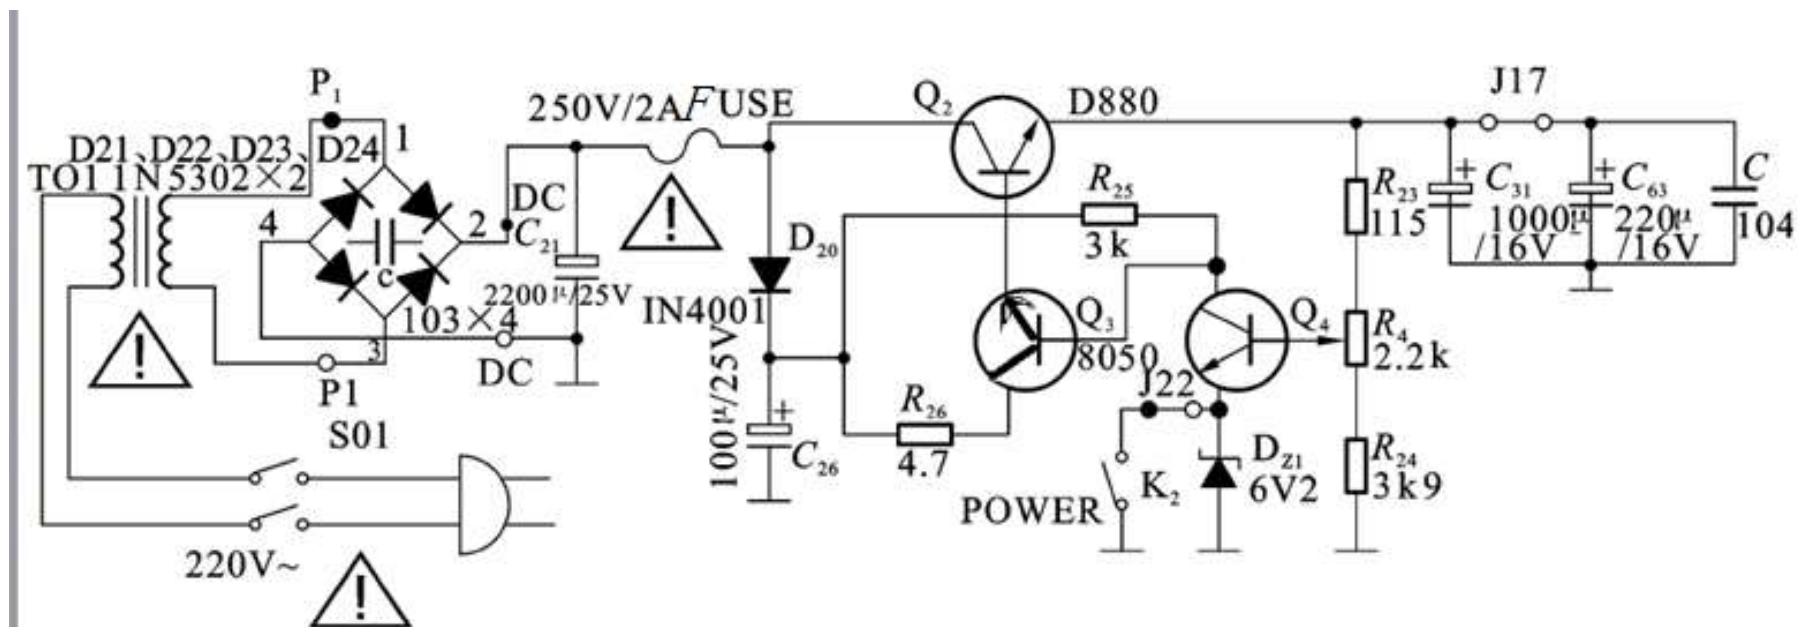 P₁
250V/2A FUSE
Q₂
D880
J17
D21、D22、D23、D24
1
TO1 1N5302×2
4
2
DC
C₂₁
2200μ/25V
C
103×4
3
DC
P1
S01
220V~
D₂₀
IN4001
100μ/25V
C₂₆
R₂₅
3k
Q₃
8050
R₂₆
4.7
J22
Q₄
K₂
POWER
D_Z1
6V2
R₂₃
115
R₄
2.2k
R₂₄
3k9
C₃₁
1000μ
/16V
C₆₃
220μ
/16V
C
104
!
!
!